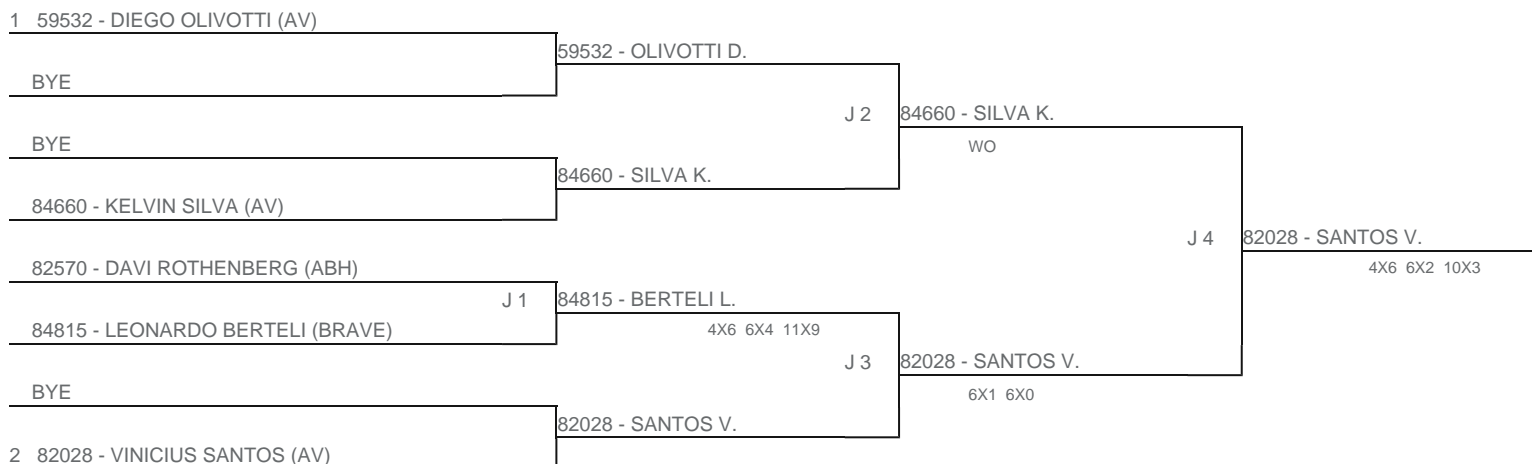 1 59532 - DIEGO OLIVOTTI (AV)
59532 - OLIVOTTI D.
BYE
J 2
84660 - SILVA K.
WO
BYE
84660 - SILVA K.
84660 - KELVIN SILVA (AV)
J 4
82028 - SANTOS V.
4X6 6X2 10X3
82570 - DAVI ROTHENBERG (ABH)
J 1
84815 - BERTELI L.
4X6 6X4 11X9
84815 - LEONARDO BERTELI (BRAVE)
J 3
82028 - SANTOS V.
6X1 6X0
BYE
82028 - SANTOS V.
2 82028 - VINICIUS SANTOS (AV)